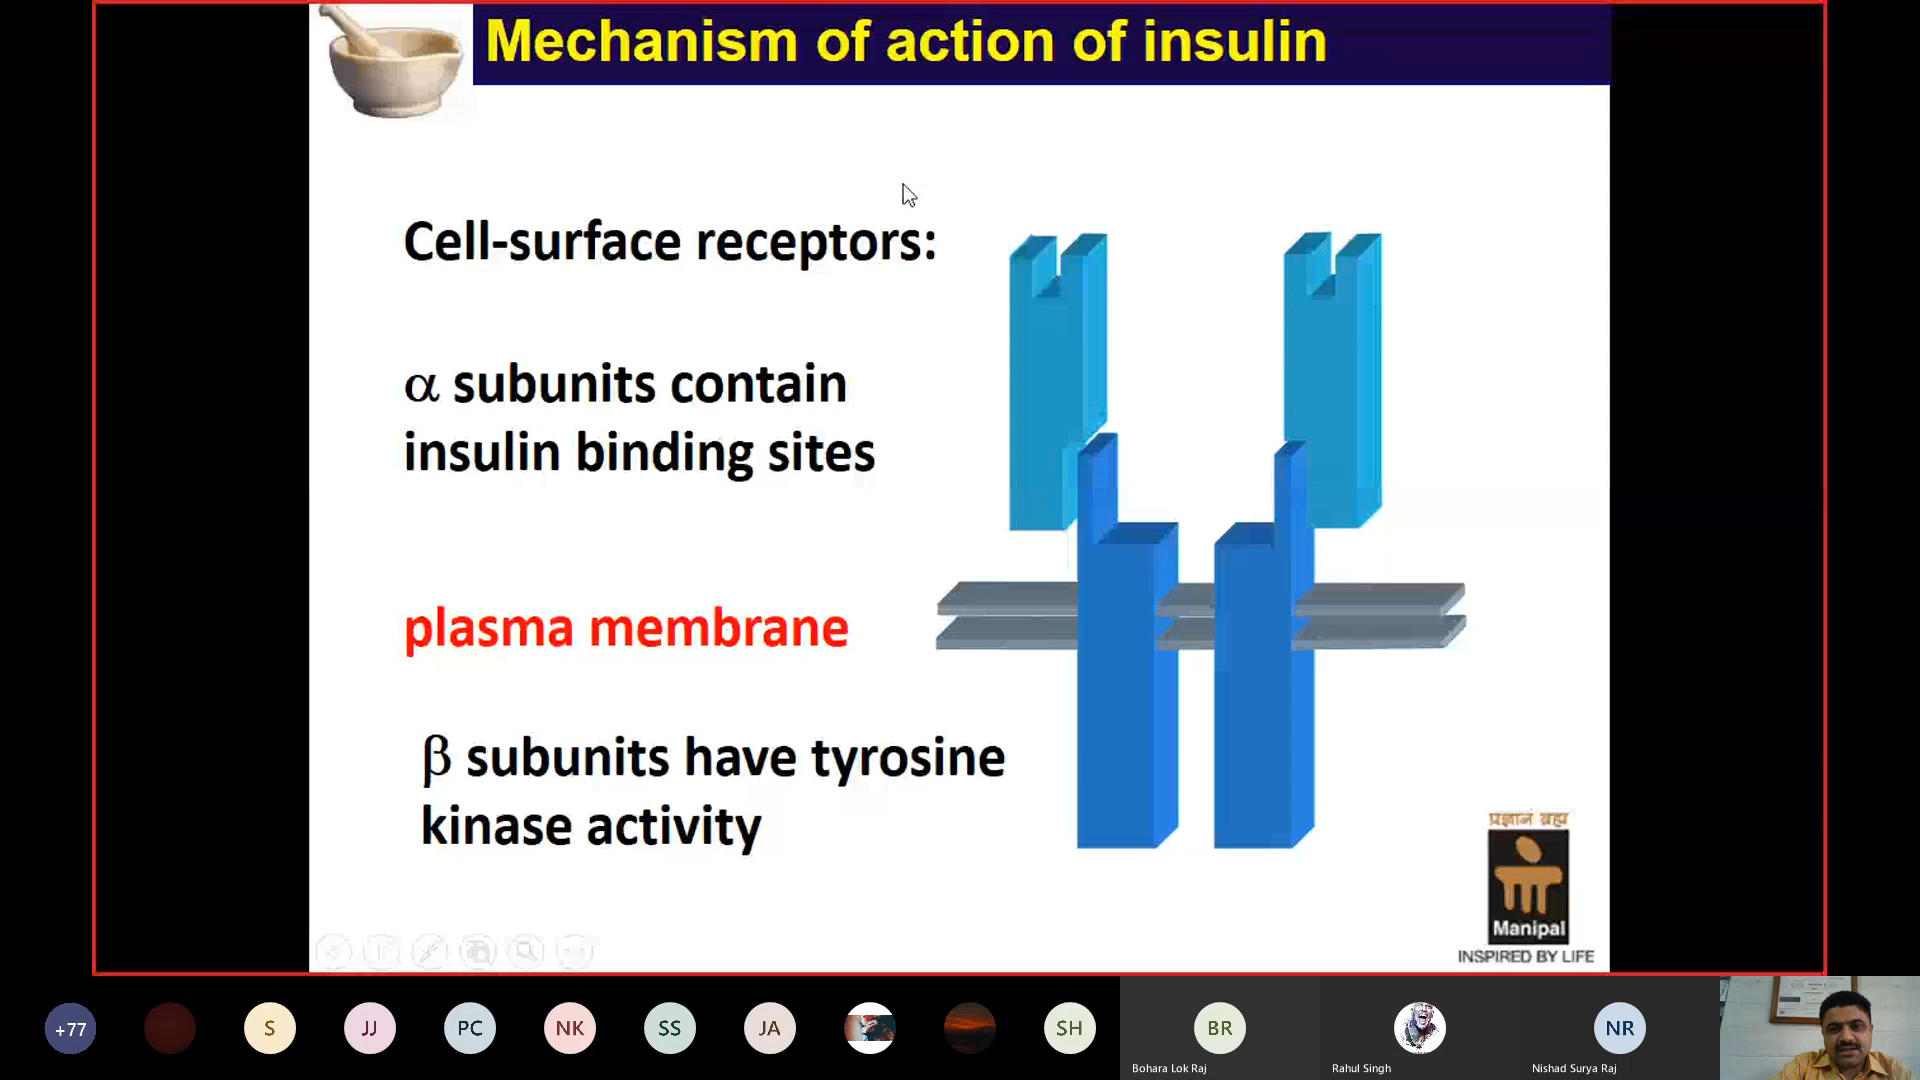 Mechanism of action of insulin
Cell-surface receptors:
α subunits contain
insulin binding sites
plasma membrane
β subunits have tyrosine
kinase activity
प्रज्ञानं ब्रह्म
Manipal
INSPIRED BY LIFE
+77
S
JJ
PC
NK
SS
JA
SH
BR
NR
Bohara Lok Raj
Rahul Singh
Nishad Surya Raj